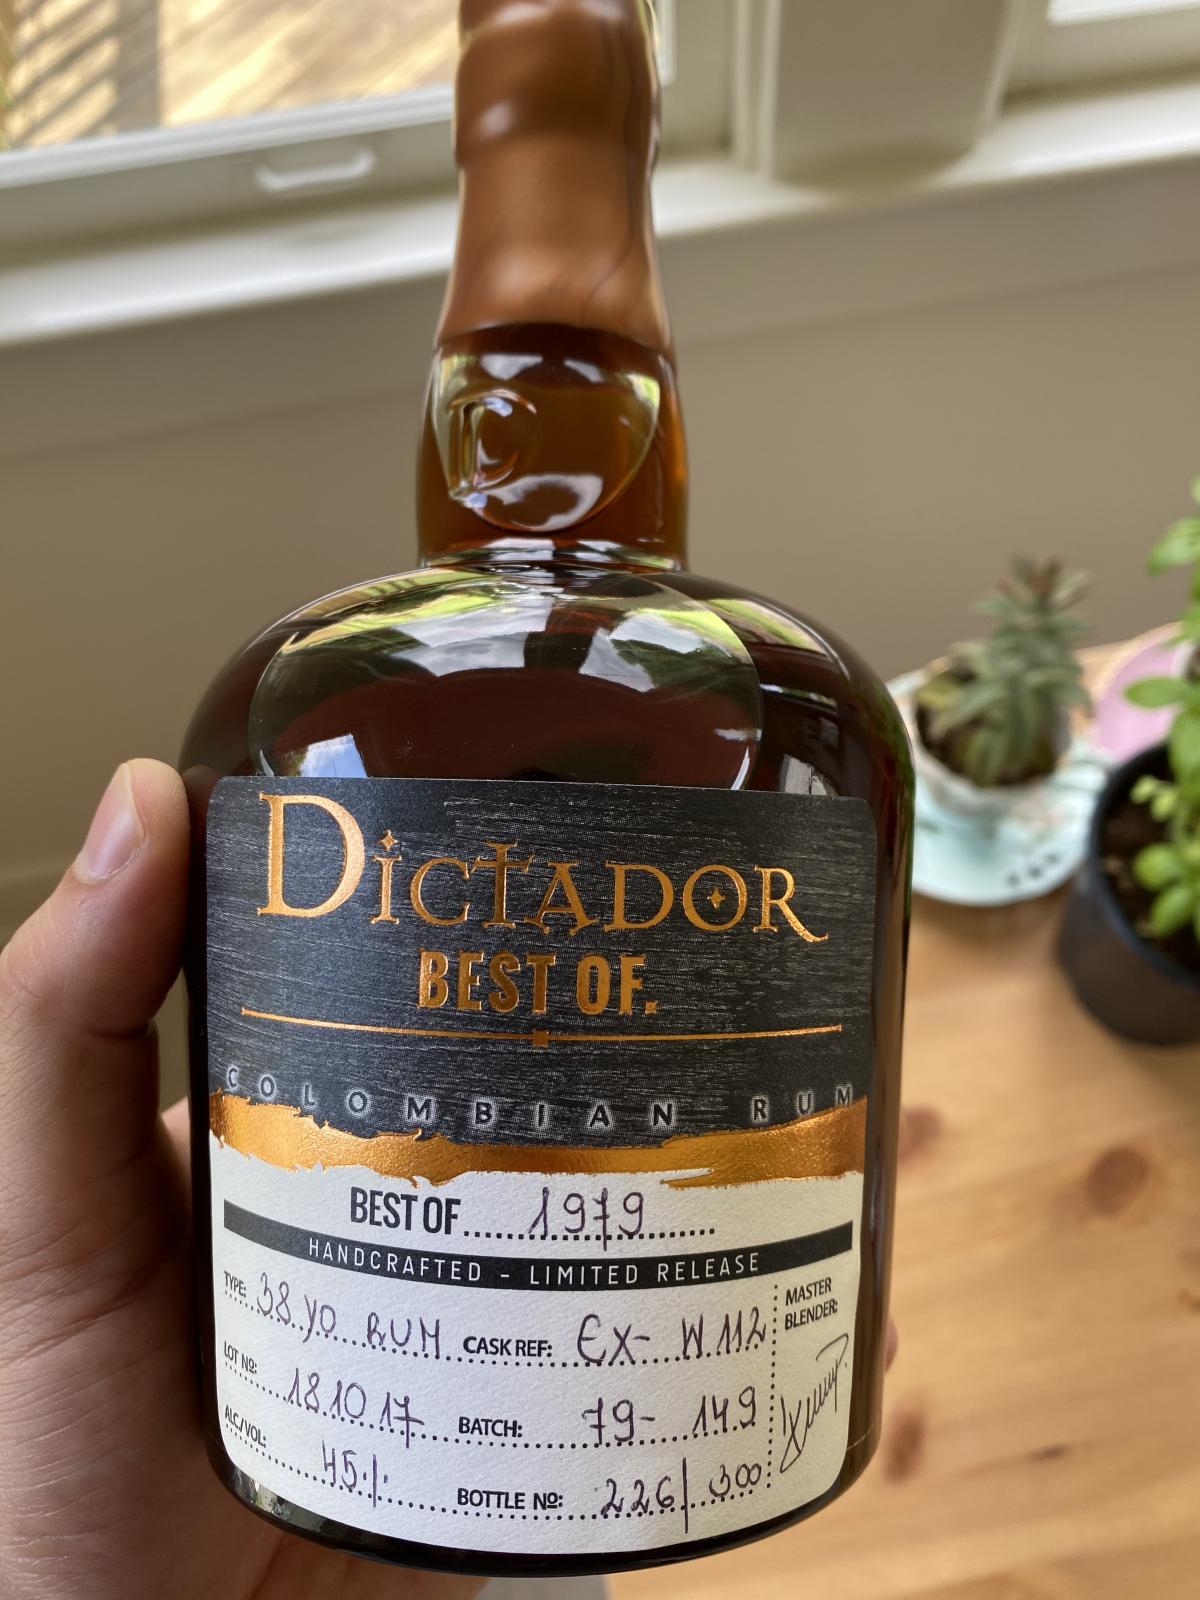 DC
DICTADOR
BEST OF.
COLOMBIAN RUM
BEST OF.....1979.......
HANDCRAFTED - LIMITED RELEASE
TYPE: 38 YO RUM CASK REF: EX- W 112
LOT Nº: 18.10.17 BATCH: 79- 149
ALC/VOL: 45·/· BOTTLE Nº: 226/300
MASTER
BLENDER: